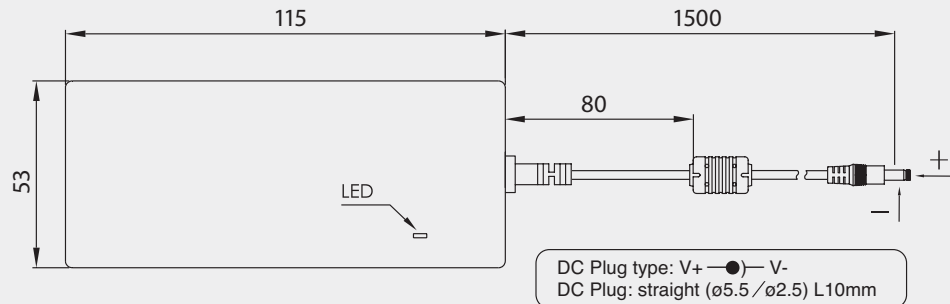 115
1500
80
53
LED
+
−
DC Plug type: V+ —●)— V-
DC Plug: straight (ø5.5／ø2.5) L10mm